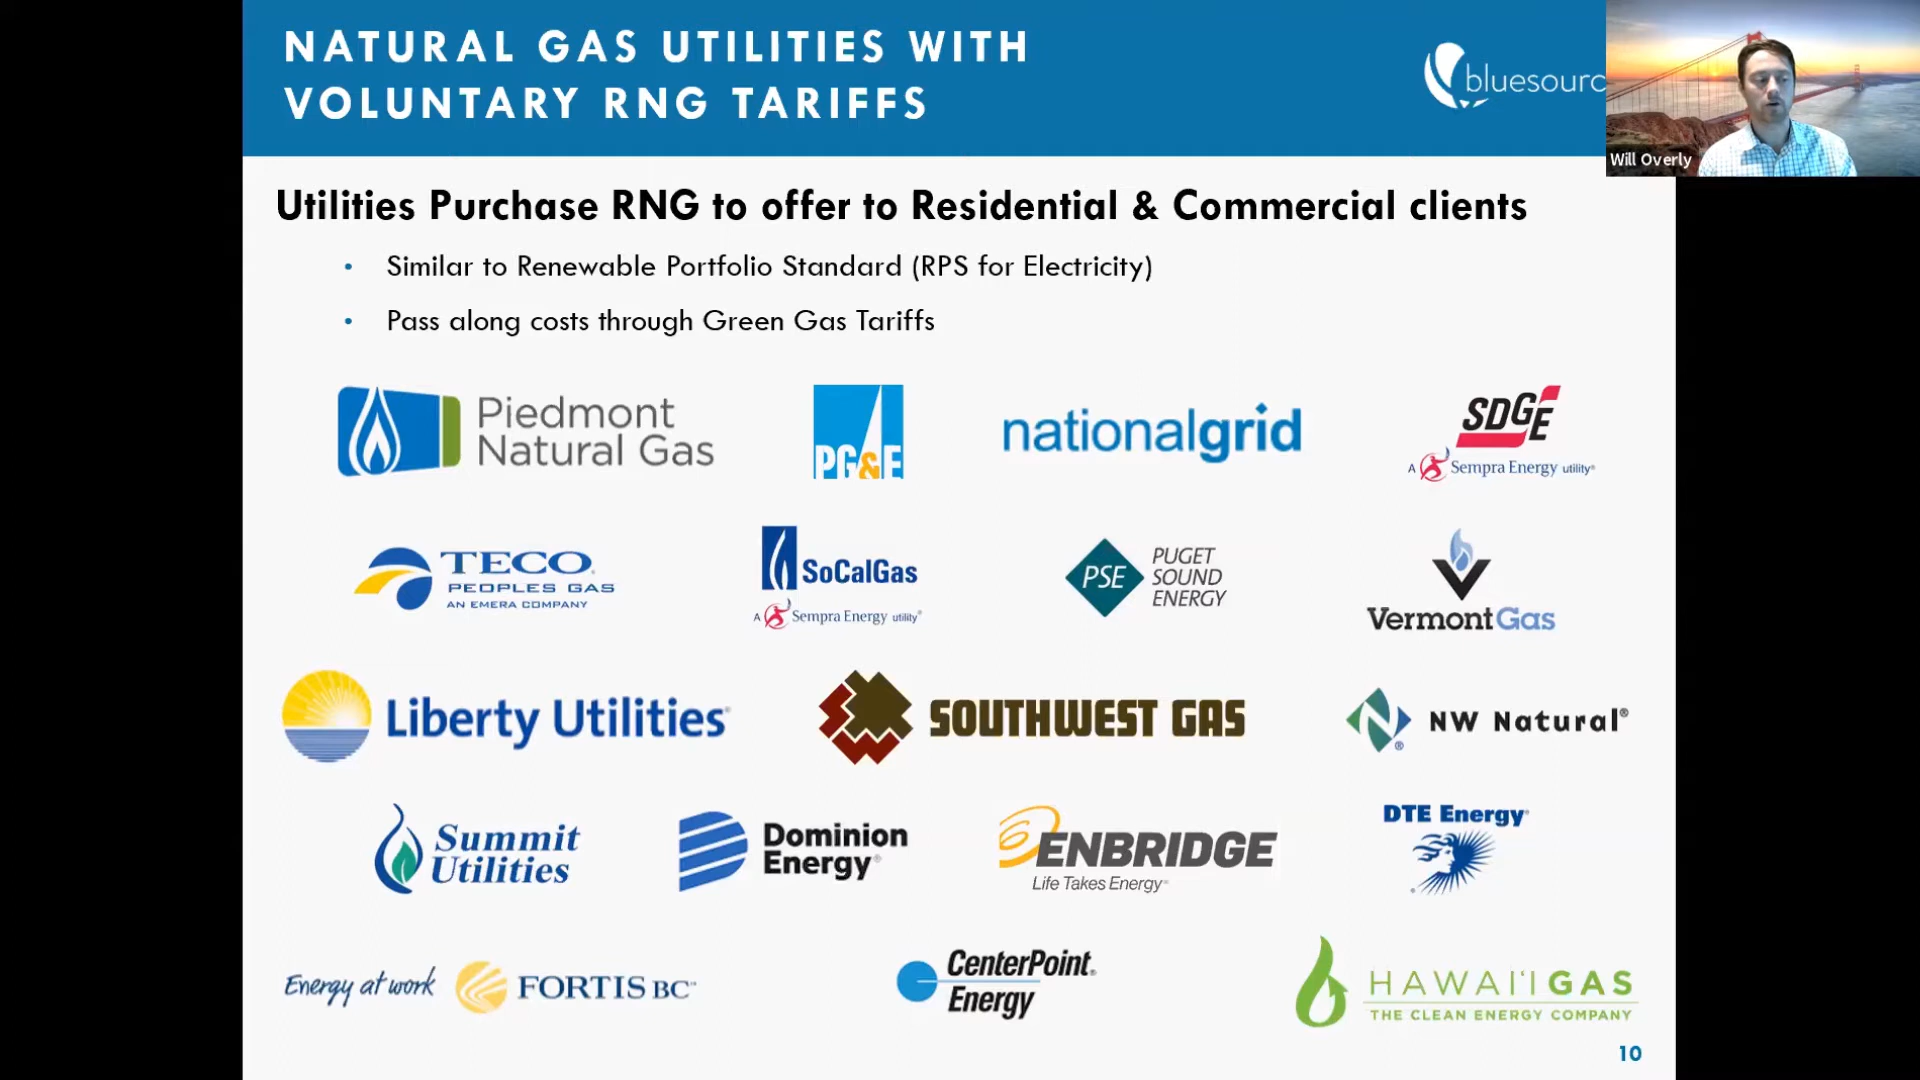 NATURAL GAS UTILITIES WITH
VOLUNTARY RNG TARIFFS
bluesourc
Will Overly
Utilities Purchase RNG to offer to Residential & Commercial clients
• Similar to Renewable Portfolio Standard (RPS for Electricity)
• Pass along costs through Green Gas Tariffs
Piedmont
Natural Gas
PG&E
nationalgrid
SDGE
A Sempra Energy utility®
TECO.
PEOPLES GAS
AN EMERA COMPANY
SoCalGas
A Sempra Energy utility®
PSE
PUGET
SOUND
ENERGY
VermontGas
Liberty Utilities®
SOUTHWEST GAS
NW Natural®
Summit
Utilities
Dominion
Energy®
ENBRIDGE
Life Takes Energy™
DTE Energy®
Energy at work
FORTIS BC™
CenterPoint®
Energy
HAWAI'I GAS
THE CLEAN ENERGY COMPANY
10